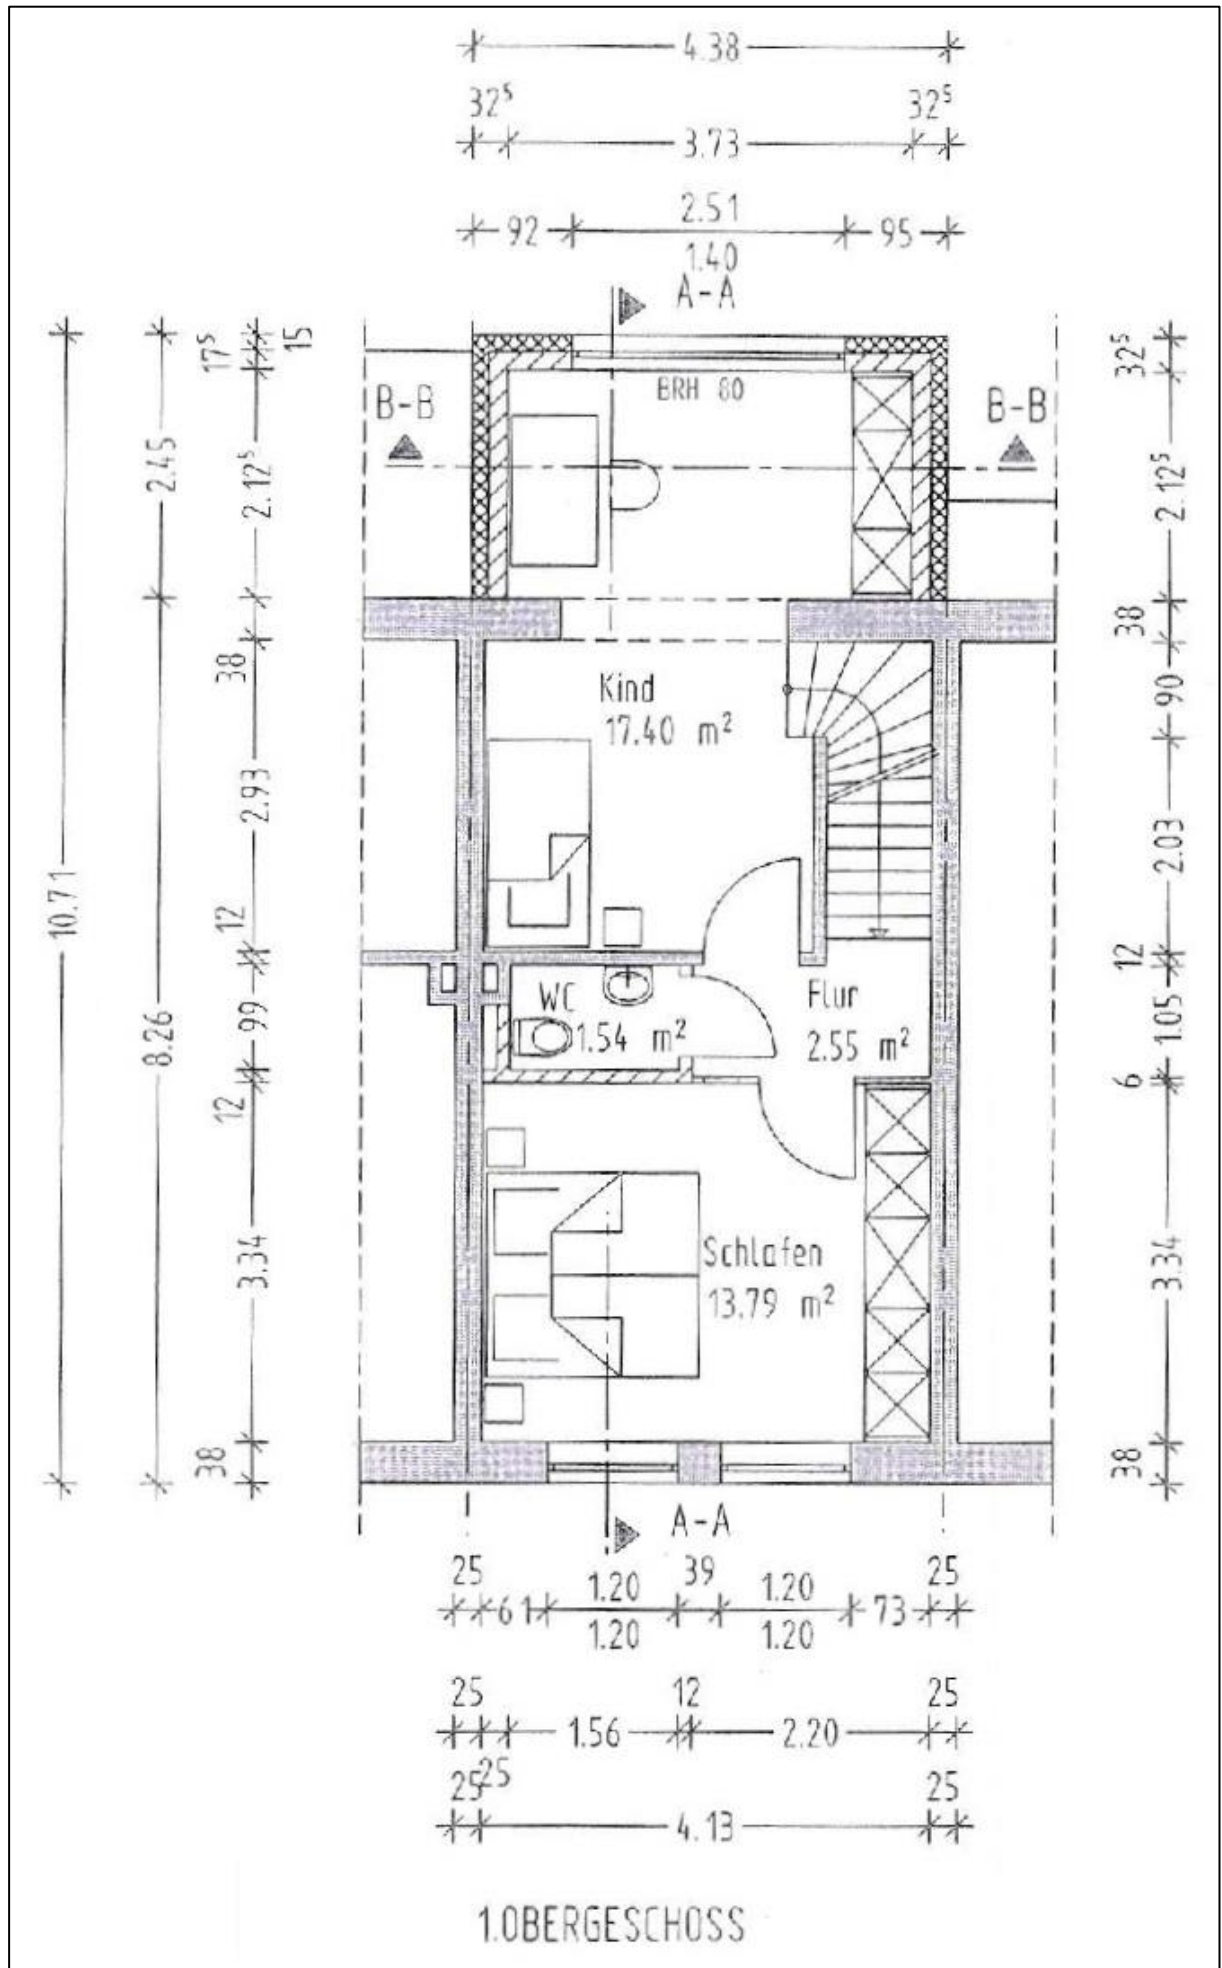 4.38
32⁵ 32⁵
3.73
2.51
92 95
1.40
A-A
17⁵ 15 32⁵
BRH 80
B-B B-B
2.45 2.12⁵ 2.12⁵
38 38
Kind
17.40 m²
90
2.93 2.03
10.71
12 12
WC Flur
1.54 m² 2.55 m²
8.26 99 1.05
12 6
Schlafen
13.79 m²
3.34 3.34
38 38
A-A
25 39 25
1.20 1.20
61 73
1.20 1.20
25 12 25
1.56 2.20
25 25 25
4.13
1.OBERGESCHOSS